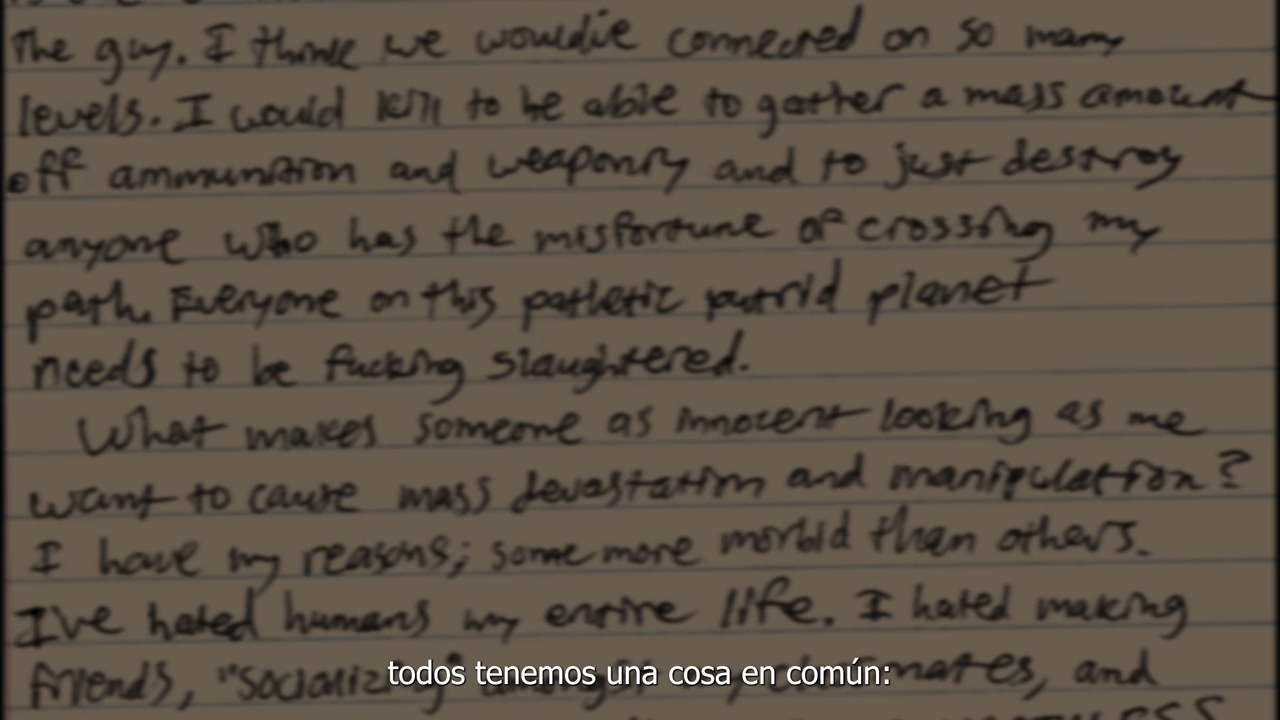 The guy. I think we would've connected on so many
levels. I would kill to be able to gather a mass amount
off ammunition and weaponry and to just destroy
anyone who has the misfortune of crossing my
path. Everyone on this pathetic putrid planet
needs to be fucking slaughtered.
What makes someone as innocent looking as me
want to cause mass devastation and manipulation?
I have my reasons; some more morbid than others.
I've hated humans my entire life. I hated making
friends, "socializing" and
todos tenemos una cosa en común: